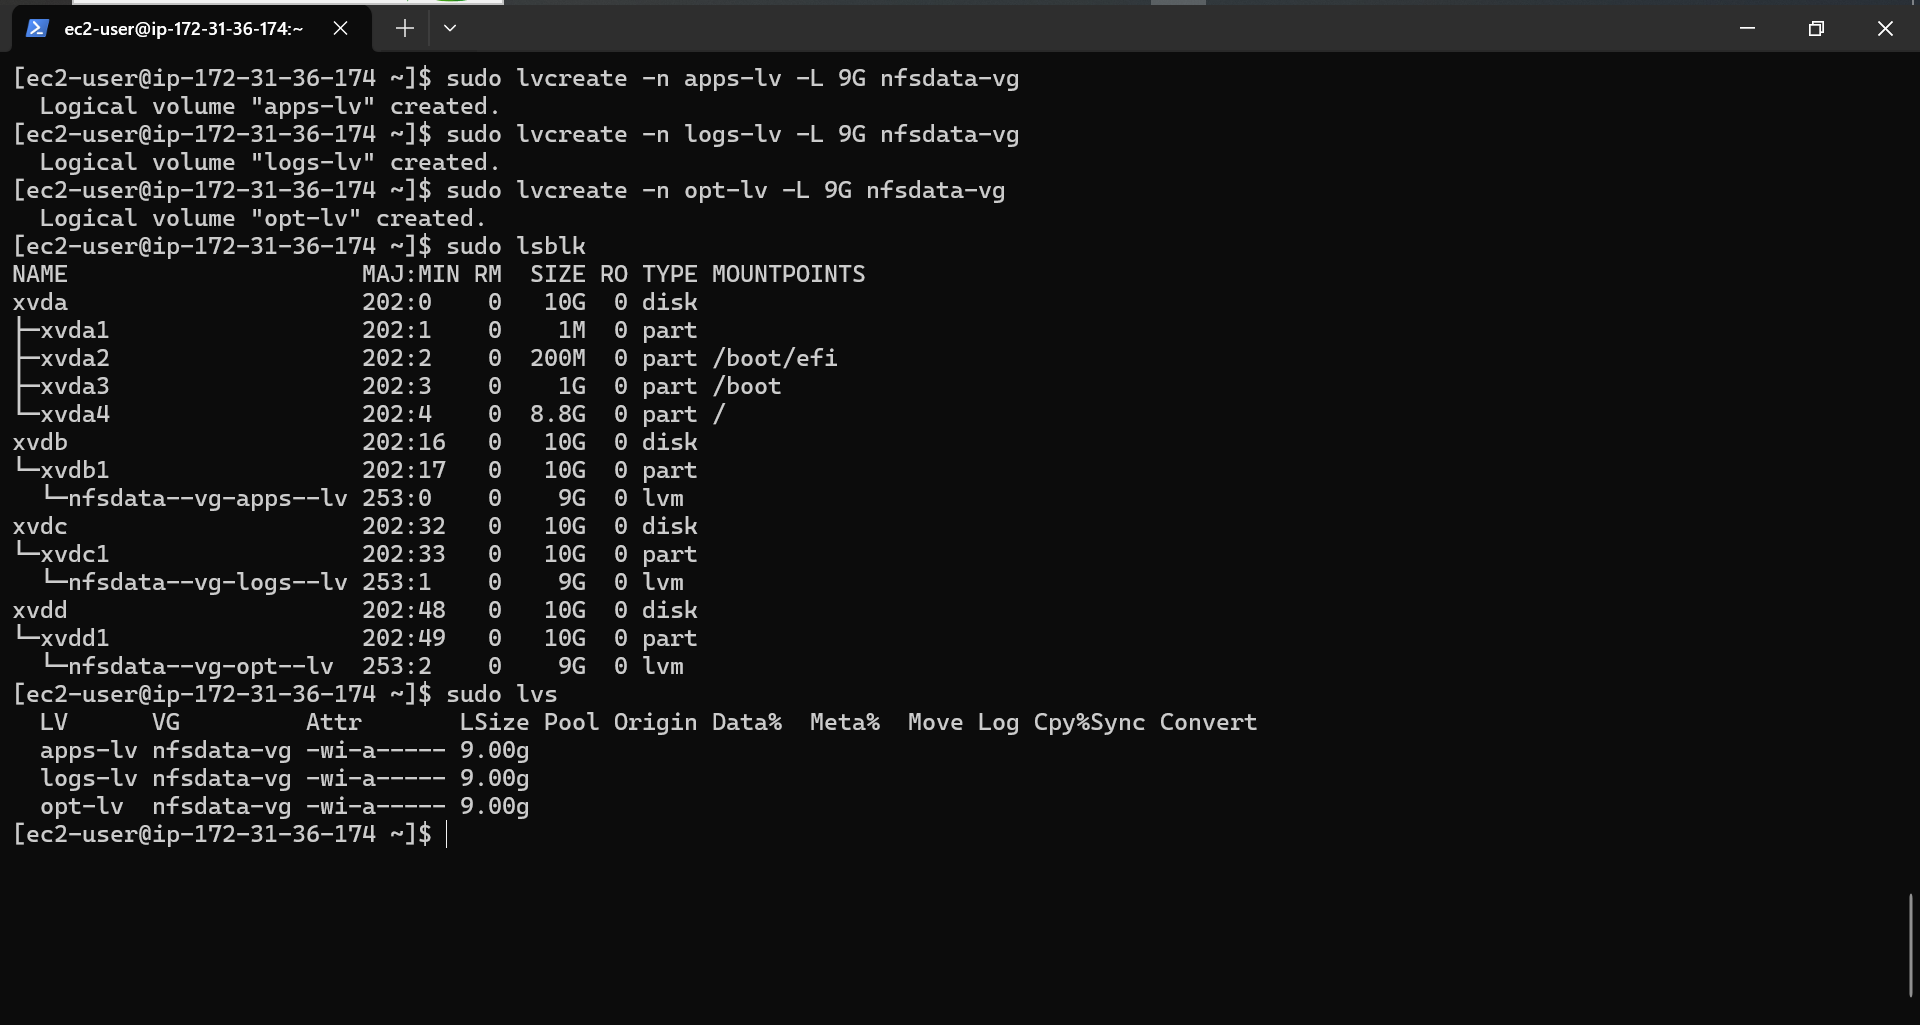 ec2-user@ip-172-31-36-174:~
[ec2-user@ip-172-31-36-174 ~]$ sudo lvcreate -n apps-lv -L 9G nfsdata-vg
  Logical volume "apps-lv" created.
[ec2-user@ip-172-31-36-174 ~]$ sudo lvcreate -n logs-lv -L 9G nfsdata-vg
  Logical volume "logs-lv" created.
[ec2-user@ip-172-31-36-174 ~]$ sudo lvcreate -n opt-lv -L 9G nfsdata-vg
  Logical volume "opt-lv" created.
[ec2-user@ip-172-31-36-174 ~]$ sudo lsblk
NAME                     MAJ:MIN RM  SIZE RO TYPE MOUNTPOINTS
xvda                     202:0    0   10G  0 disk
├─xvda1                  202:1    0    1M  0 part
├─xvda2                  202:2    0  200M  0 part /boot/efi
├─xvda3                  202:3    0    1G  0 part /boot
└─xvda4                  202:4    0  8.8G  0 part /
xvdb                     202:16   0   10G  0 disk
└─xvdb1                  202:17   0   10G  0 part
  └─nfsdata--vg-apps--lv 253:0    0    9G  0 lvm
xvdc                     202:32   0   10G  0 disk
└─xvdc1                  202:33   0   10G  0 part
  └─nfsdata--vg-logs--lv 253:1    0    9G  0 lvm
xvdd                     202:48   0   10G  0 disk
└─xvdd1                  202:49   0   10G  0 part
  └─nfsdata--vg-opt--lv  253:2    0    9G  0 lvm
[ec2-user@ip-172-31-36-174 ~]$ sudo lvs
  LV      VG         Attr       LSize Pool Origin Data%  Meta%  Move Log Cpy%Sync Convert
  apps-lv nfsdata-vg -wi-a----- 9.00g
  logs-lv nfsdata-vg -wi-a----- 9.00g
  opt-lv  nfsdata-vg -wi-a----- 9.00g
[ec2-user@ip-172-31-36-174 ~]$